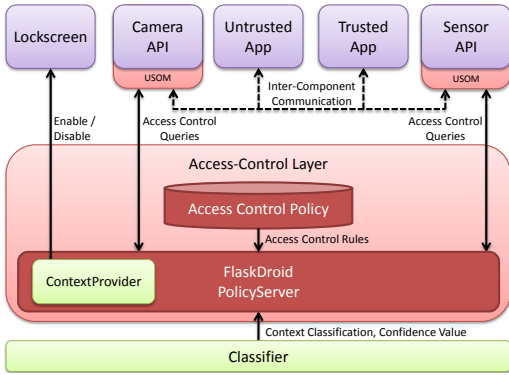 Lockscreen
Camera
API
Untrusted
App
Trusted
App
Sensor
API
USOM
USOM
Inter-Component
Communication
Enable /
Disable
Access Control
Queries
Access Control
Queries
Access-Control Layer
Access Control Policy
Access Control Rules
ContextProvider
FlaskDroid
PolicyServer
Context Classification, Confidence Value
Classifier